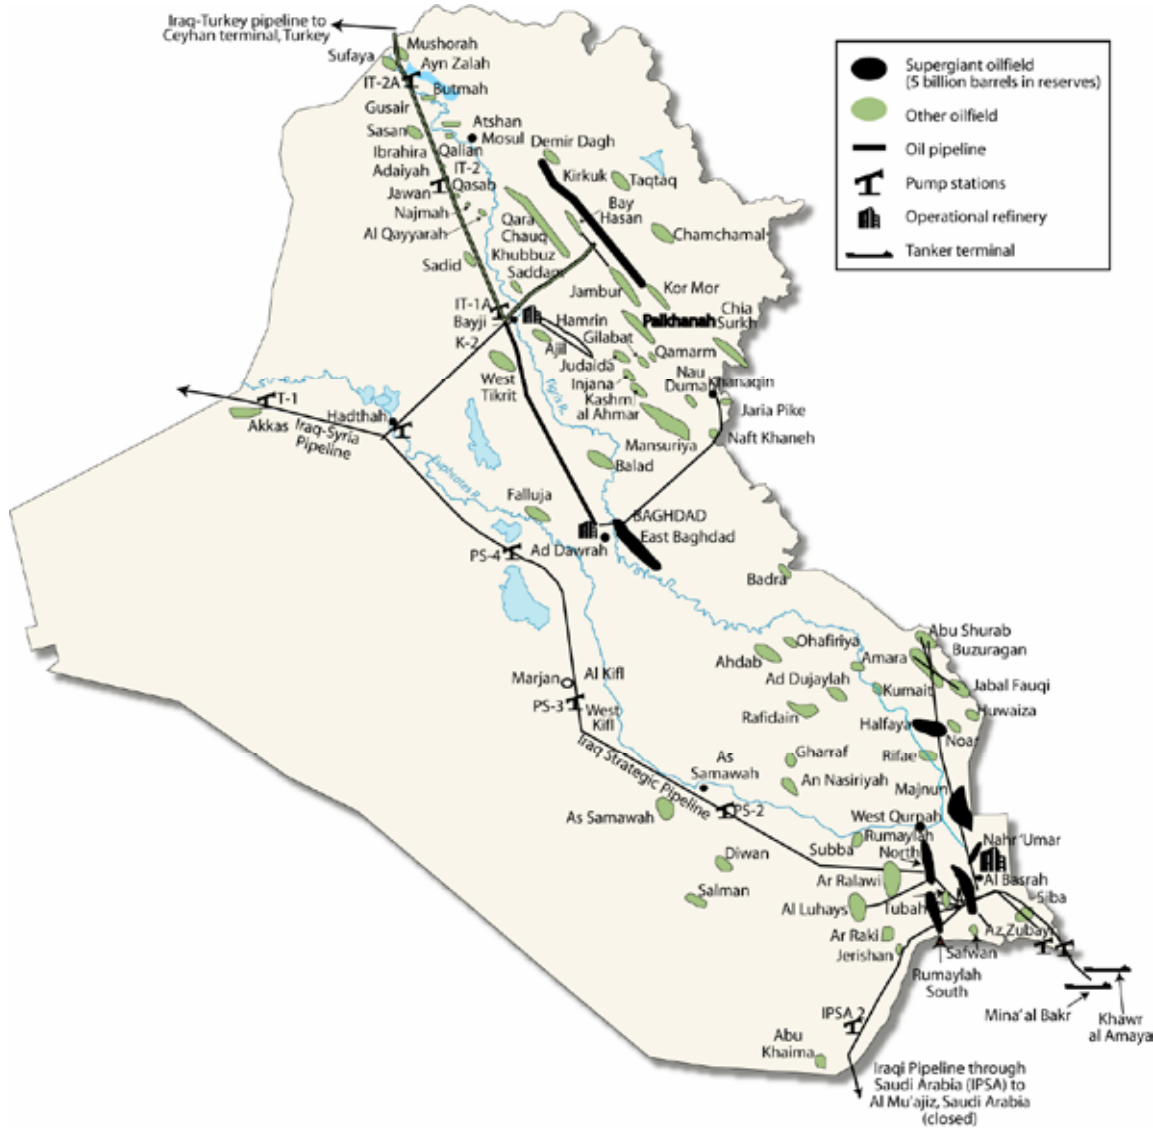 Iraq-Turkey pipeline to
Ceyhan terminal, Turkey
Mushorah
Sufaya
Ayn Zalah
IT-2A
Butmah
Gusair
Sasan
Atshan
Mosul
Ibrahira
Qalian
Adaiyah
IT-2
Jawan
Qasab
Najmah
Al Qayyarah
Sadid
Demir Dagh
Kirkuk
Taqtaq
Bay
Hasan
Qara
Chauq
Khubbuz
Saddam
Chamchamal
Jambur
Kor Mor
Chia
Surkh
Palkhanah
IT-1A
Bayji
K-2
Hamrin
Gilabat
Ajil
Judaida
Qamarm
Injana
Nau
Duma
Khanaqin
Kashm
al Ahmar
Jaria Pike
West
Tikrit
Tigris R.
Mansuriya
Naft Khaneh
T-1
Hadthah
Akkas
Iraq-Syria
Pipeline
Euphrates R.
Balad
Falluja
BAGHDAD
East Baghdad
PS-4
Ad Dawrah
Badra
Marjan
Al Kifl
PS-3
West
Kifl
Iraq Strategic Pipeline
Abu Shurab
Buzuragan
Ohafiriya
Ahdab
Amara
Ad Dujaylah
Kumait
Jabal Fauqi
Rafidain
Halfaya
Huwaiza
Noar
Gharraf
Rifae
As
Samawah
An Nasiriyah
Majnun
As Samawah
PS-2
West Qurnah
Subba
Rumaylah
North
Nahr 'Umar
Diwan
Ar Ralawi
Al Basrah
Salman
Al Luhays
Tubah
Siba
Ar Raki
Az Zubayr
Jerishan
Safwan
Rumaylah
South
IPSA 2
Mina' al Bakr
Khawr
al Amaya
Abu
Khaima
Iraqi Pipeline through
Saudi Arabia (IPSA) to
Al Mu'ajiz, Saudi Arabia
(closed)
Supergiant oilfield
(5 billion barrels in reserves)
Other oilfield
Oil pipeline
Pump stations
Operational refinery
Tanker terminal